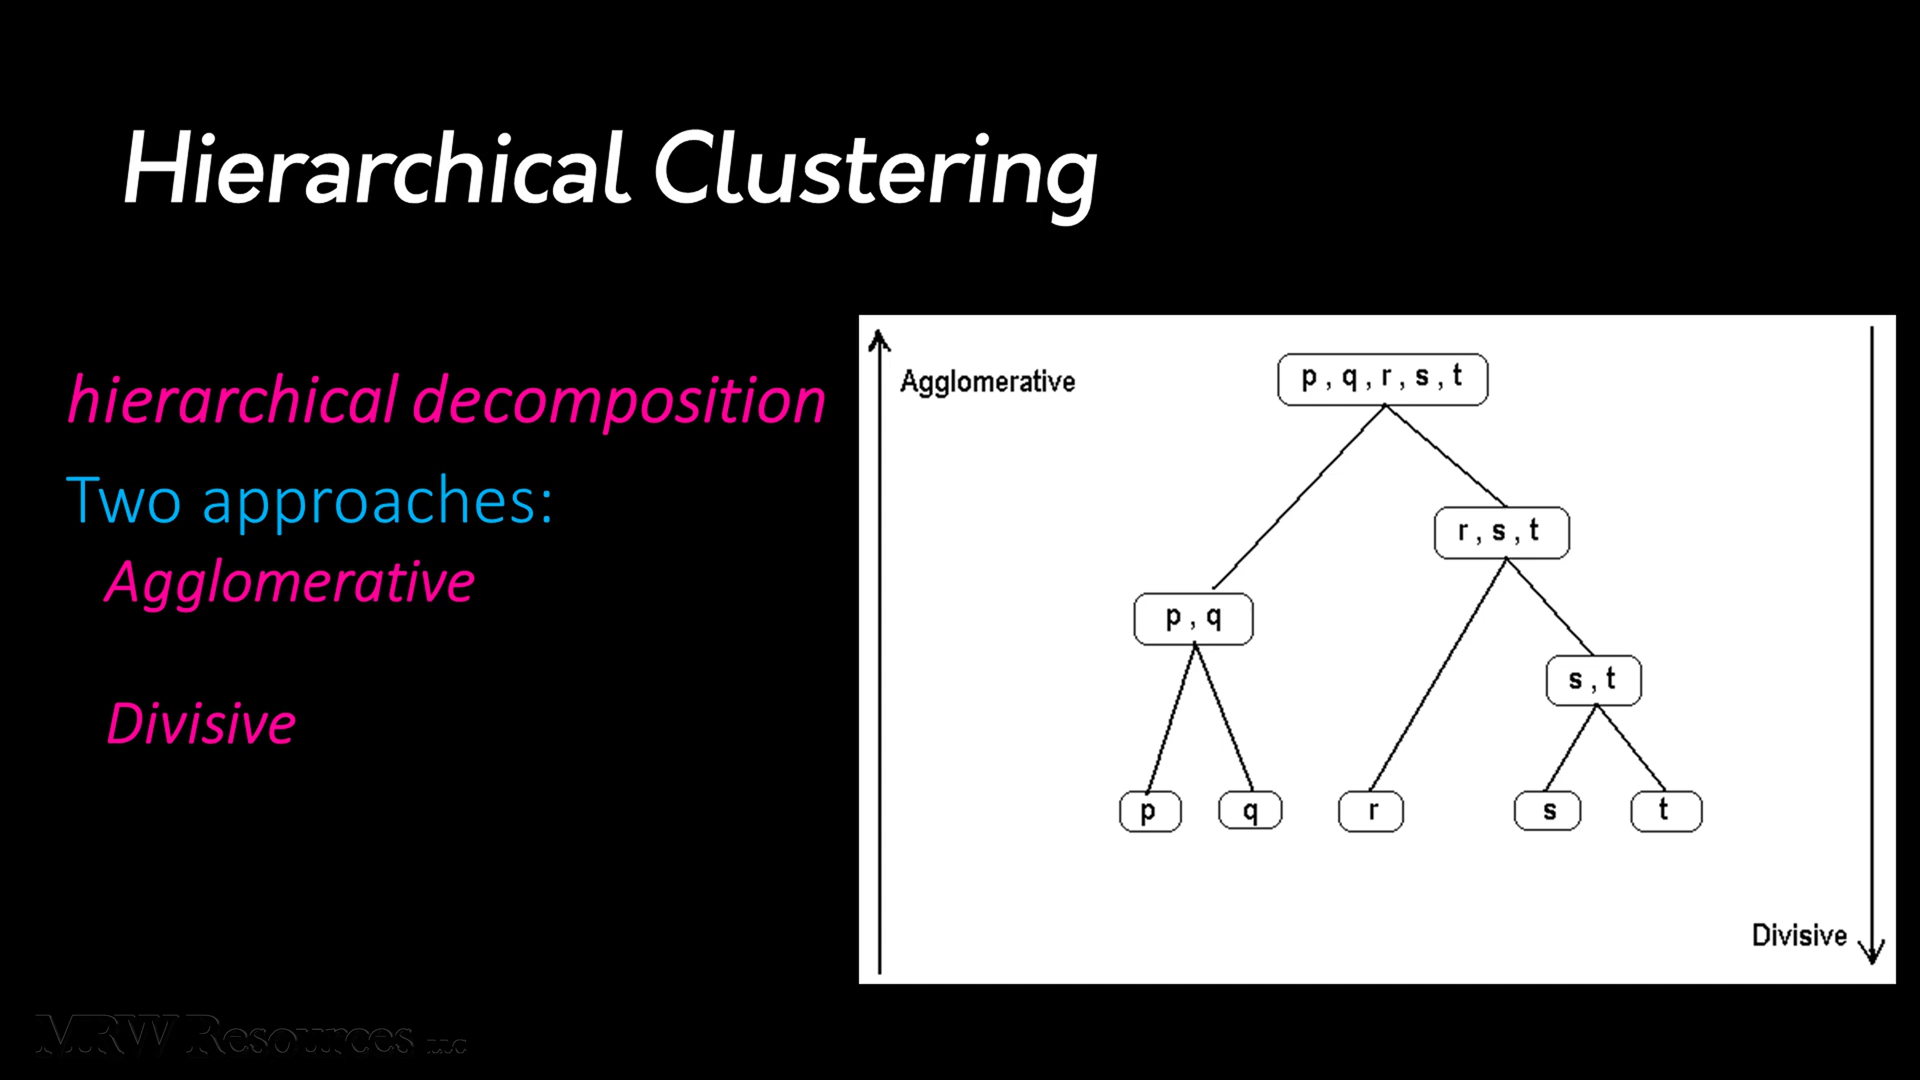 Hierarchical Clustering
hierarchical decomposition
Two approaches:
Agglomerative
Divisive
Agglomerative
p , q , r , s , t
r , s , t
p , q
s , t
p q r s t
Divisive
MRW Resources LLC